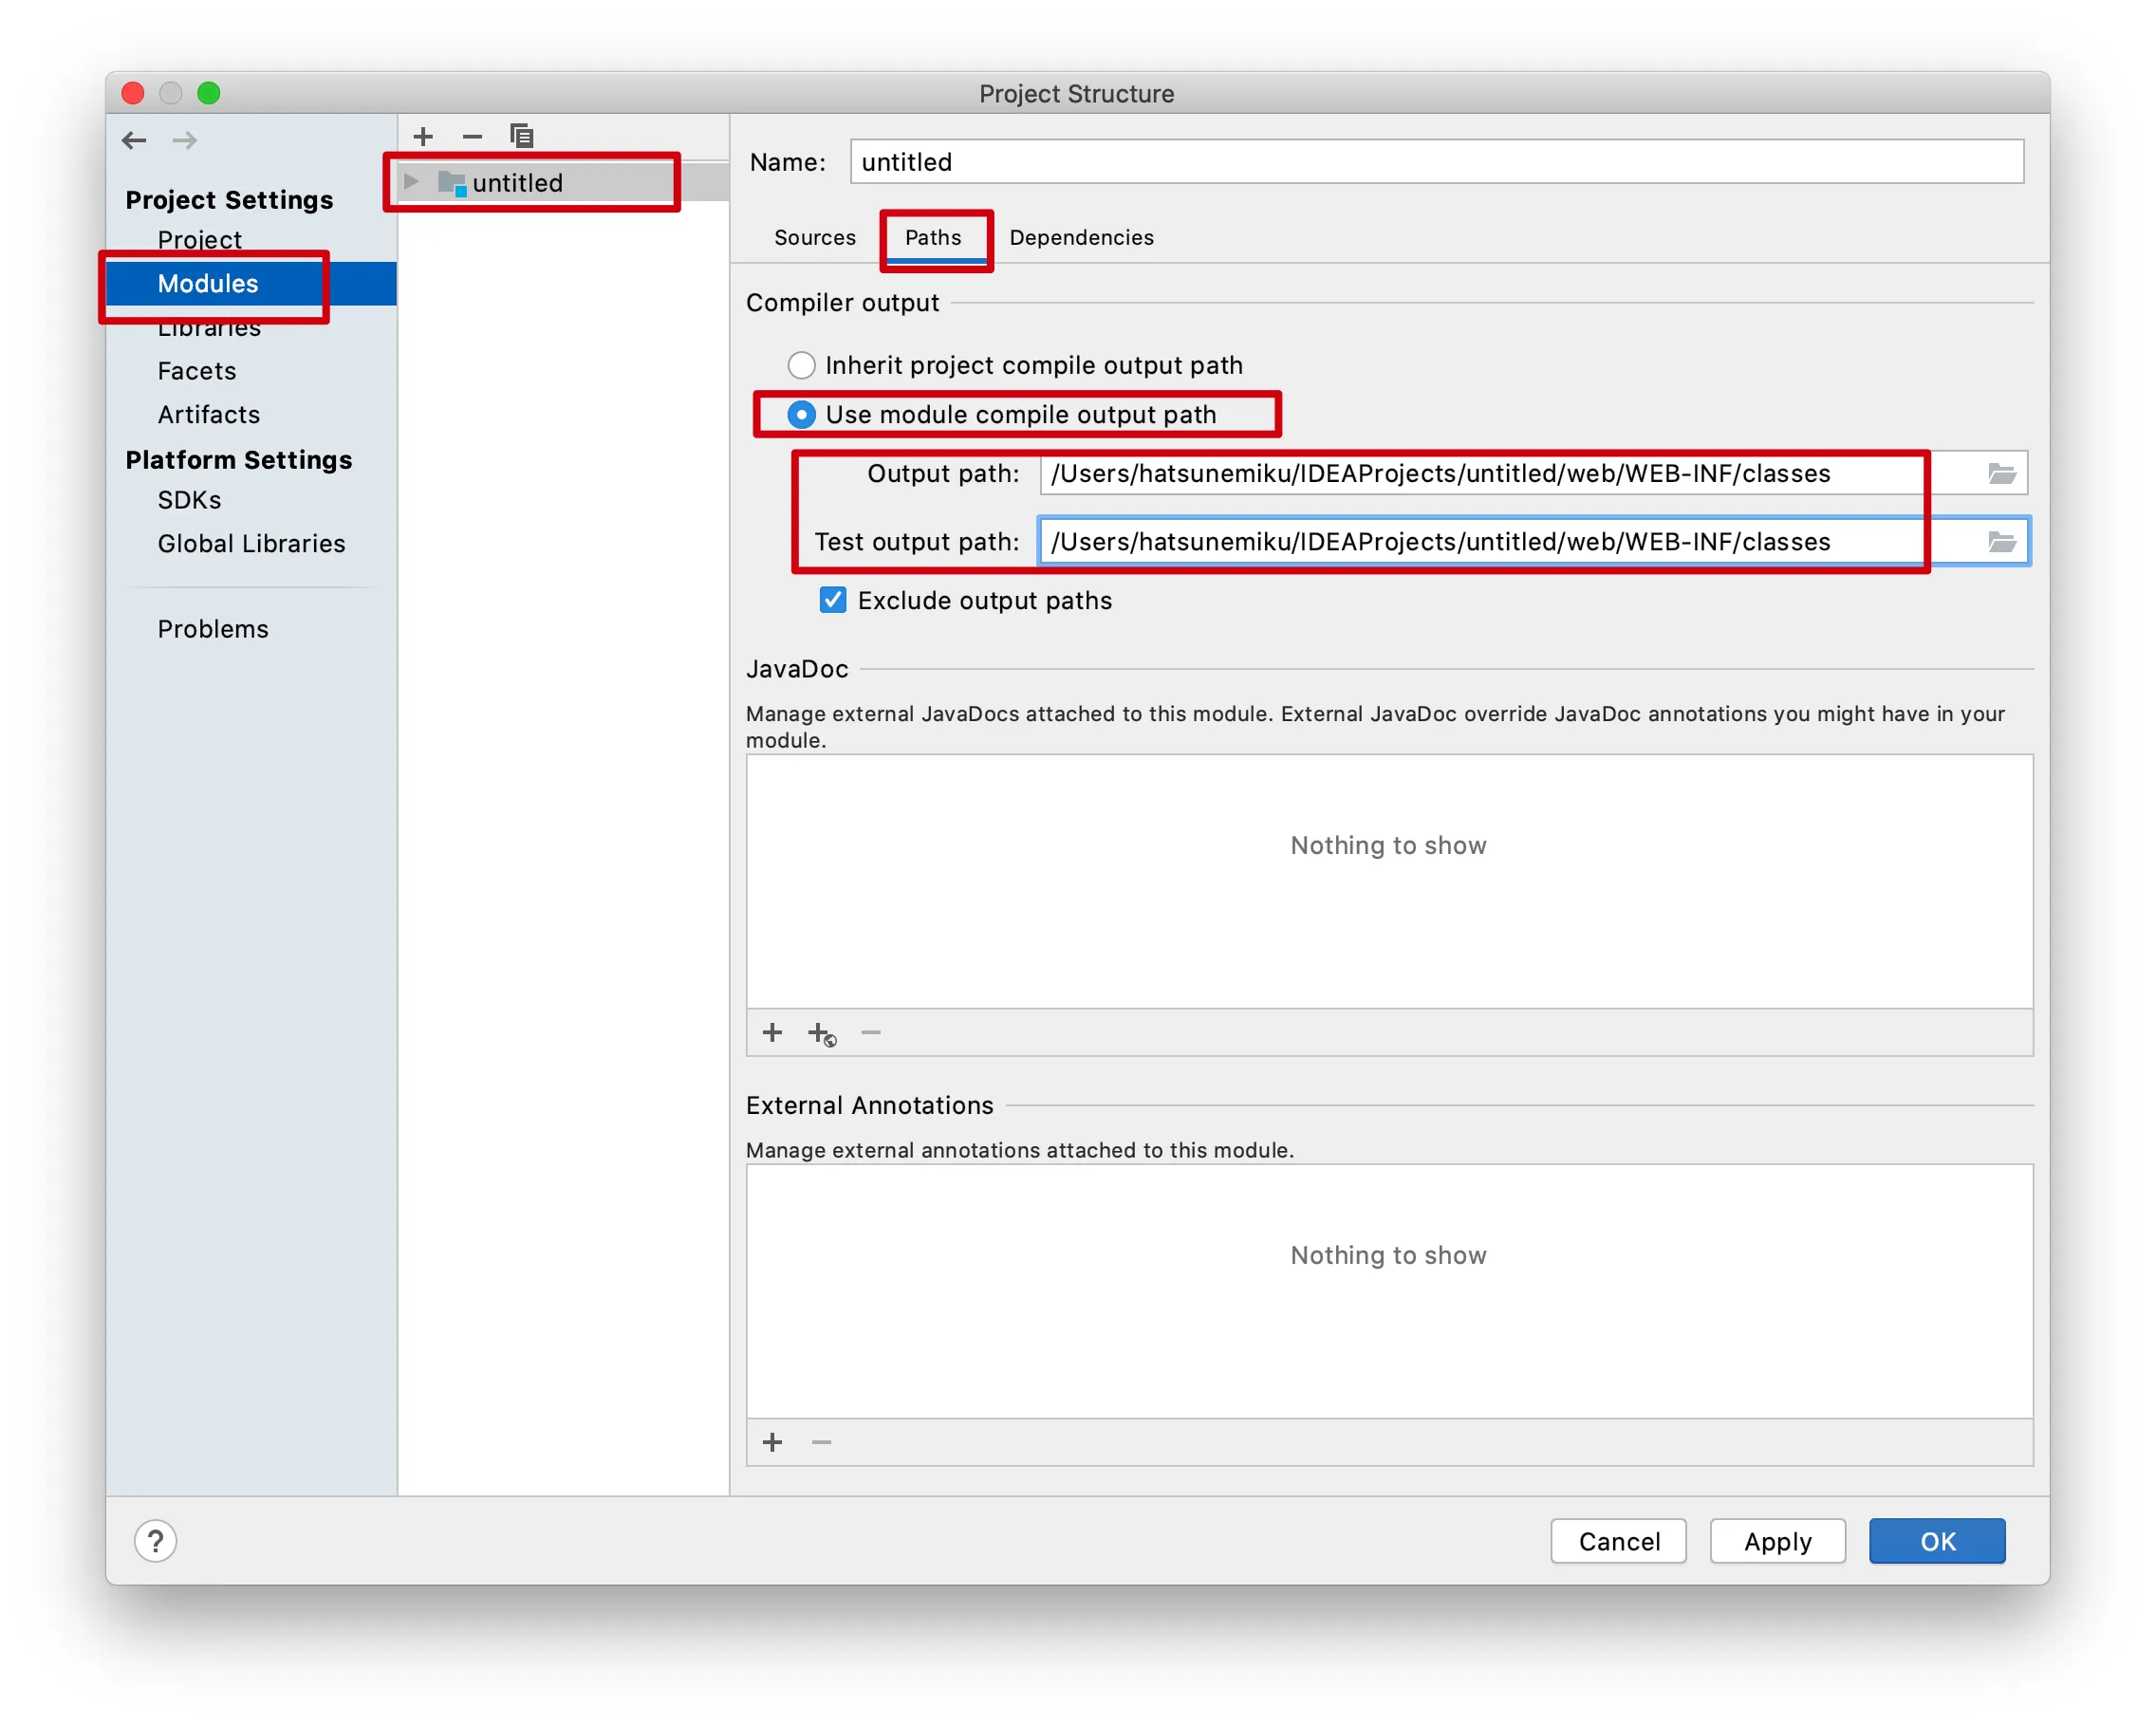 Project Structure
Project Settings
Project
Modules
Libraries
Facets
Artifacts
Platform Settings
SDKs
Global Libraries
Problems
untitled
Name: untitled
Sources Paths Dependencies
Compiler output
Inherit project compile output path
Use module compile output path
Output path: /Users/hatsunemiku/IDEAProjects/untitled/web/WEB-INF/classes
Test output path: /Users/hatsunemiku/IDEAProjects/untitled/web/WEB-INF/classes
Exclude output paths
JavaDoc
Manage external JavaDocs attached to this module. External JavaDoc override JavaDoc annotations you might have in your
module.
Nothing to show
External Annotations
Manage external annotations attached to this module.
Nothing to show
?
Cancel Apply OK